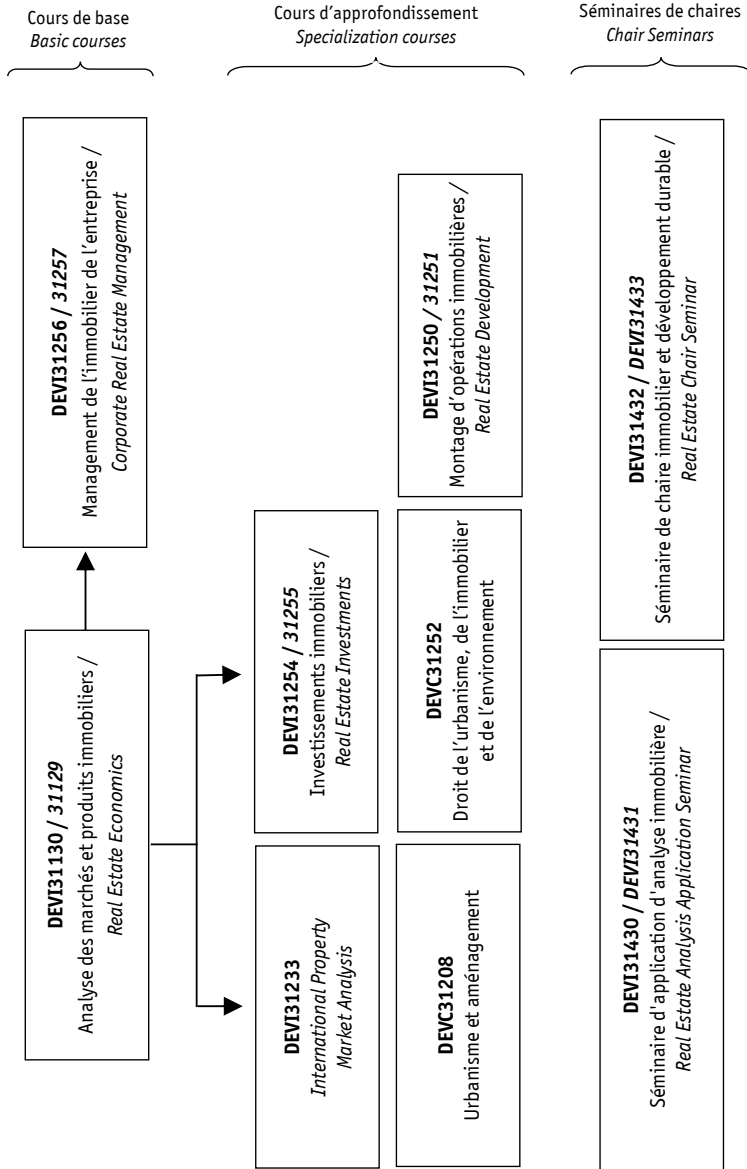 Cours de base
Basic courses
Cours d'approfondissement
Specialization courses
Séminaires de chaires
Chair Seminars
DEVI31130 / 31129
Analyse des marchés et produits immobiliers /
Real Estate Economics
DEVI31256 / 31257
Management de l'immobilier de l'entreprise /
Corporate Real Estate Management
DEVI31233
International Property
Market Analysis
DEVI31254 / 31255
Investissements immobiliers /
Real Estate Investments
DEVC31208
Urbanisme et aménagement
DEVC31252
Droit de l'urbanisme, de l'immobilier
et de l'environnement
DEVI31250 / 31251
Montage d'opérations immobilières /
Real Estate Development
DEVI31430 / DEVI31431
Séminaire d'application d'analyse immobilière /
Real Estate Analysis Application Seminar
DEVI31432 / DEVI31433
Séminaire de chaire immobilier et développement durable /
Real Estate Chair Seminar